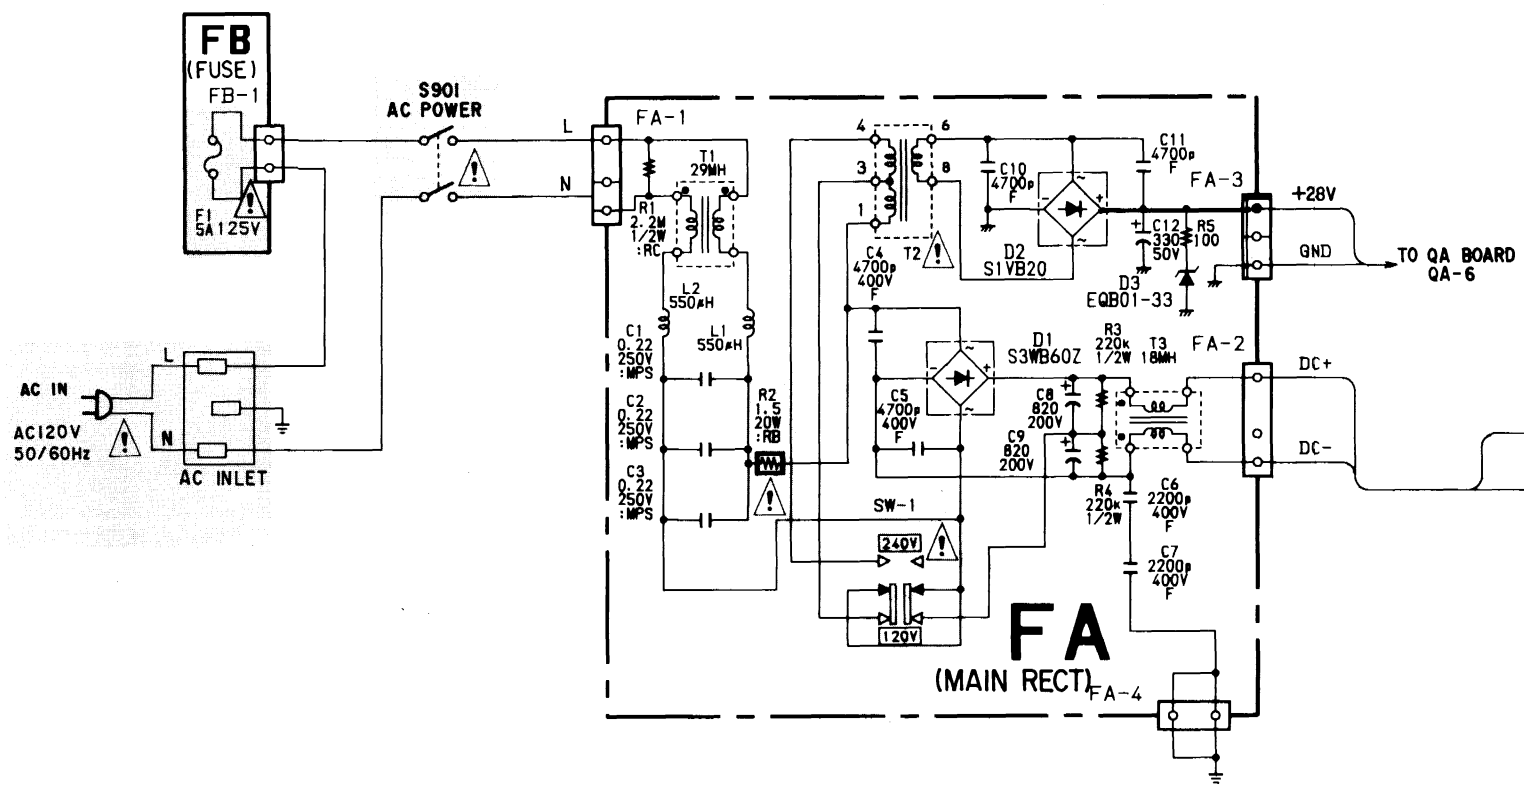 FB
(FUSE)
FB-1
F1
5A 125V
S901
AC POWER
L
N
AC IN
AC120V
50/60Hz
L
N
AC INLET
FA-1
T1
29MH
R1
2.2M
1/2W
:RC
L2
550μH
L1
550μH
C1
0.22
250V
:MPS
C2
0.22
250V
:MPS
C3
0.22
250V
:MPS
R2
1.5
20W
:RB
4
3
1
6
8
T2
C4
4700p
400V
F
C10
4700p
F
C11
4700p
F
~
-
+
~
D2
S1VB20
C12
330
50V
+
R5
100
D3
EQB01-33
FA-3
+28V
GND
TO QA BOARD
QA-6
D1
S3WB60Z
~
-
+
~
C5
4700p
400V
F
C8
820
200V
+
C9
820
200V
+
R3
220k
1/2W
T3
18MH
R4
220k
1/2W
C6
2200p
400V
F
C7
2200p
400V
F
FA-2
DC+
DC-
SW-1
240V
120V
!
!
!
!
!
!
FA
(MAIN RECT)
FA-4